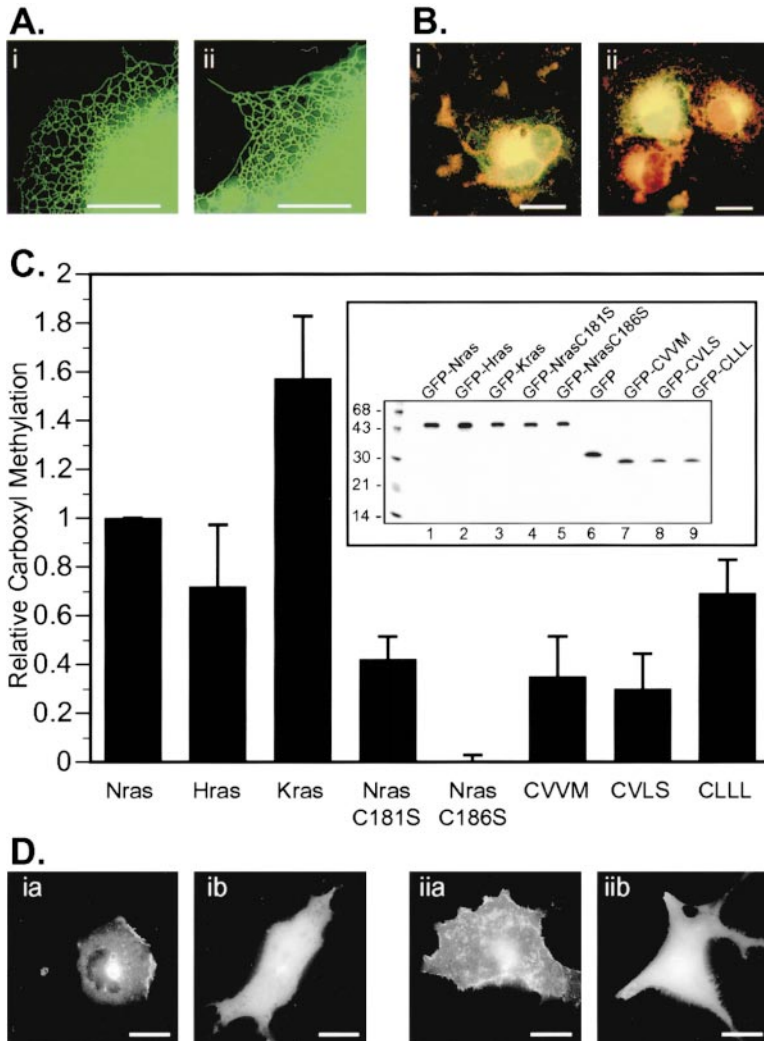 A.
B.
i
ii
i
ii
C.
Relative Carboxyl Methylation
2
1.8
1.6
1.4
1.2
1
0.8
0.6
0.4
0.2
0
GFP-Nras
GFP-Hras
GFP-Kras
GFP-NrasC181S
GFP-NrasC186S
GFP
GFP-CVVM
GFP-CVLS
GFP-CLLL
68 -
43 -
30 -
21 -
14 -
1 2 3 4 5 6 7 8 9
Nras Hras Kras Nras Nras CVVM CVLS CLLL
C181S C186S
D.
ia
ib
iia
iib